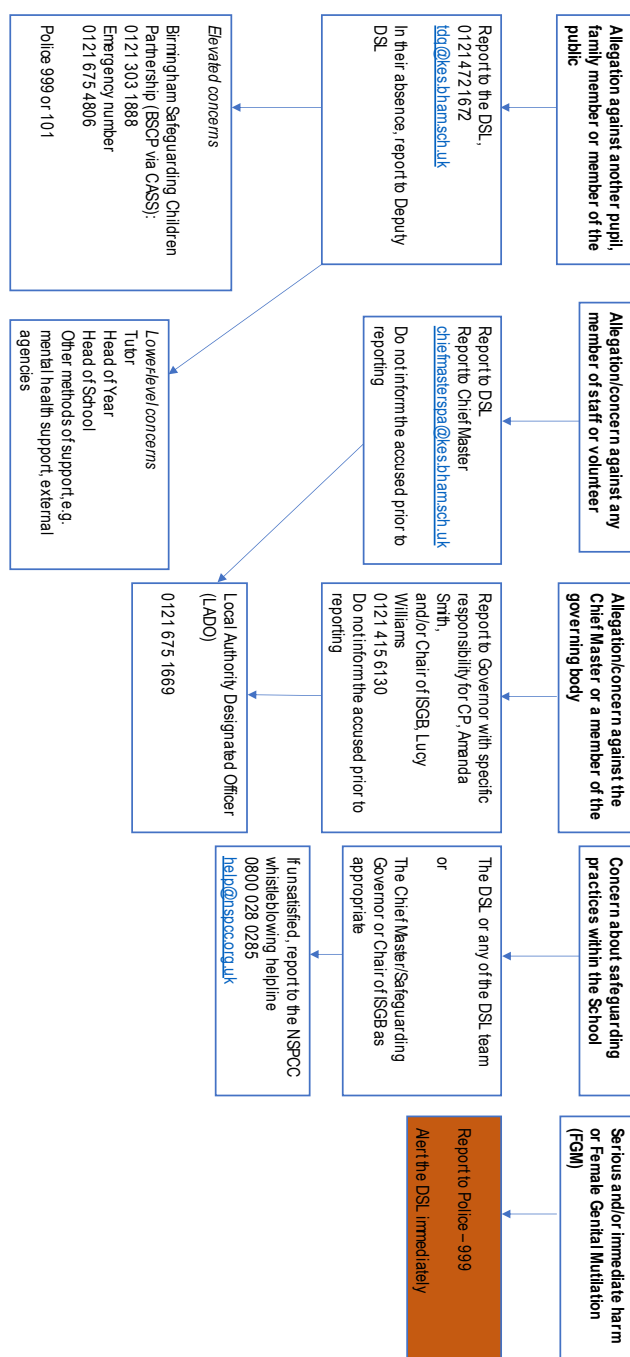 Allegation against another pupil,
family member or member of the
public
Report to the DSL,
0121 472 1672
tdq@kes.bham.sch.uk
In their absence, report to Deputy
DSL
Elevated concerns
Birmingham Safeguarding Children
Partnership (BSCP via CASS):
0121 303 1888
Emergency number
0121 675 4806
Police 999 or 101
Lower-level concerns
Tutor
Head of Year
Head of School
Other methods of support, e.g.
mental health support, external
agencies
Allegation/concern against any
member of staff or volunteer
Report to DSL
Report to Chief Master
chiefmasterspa@kes.bham.sch.uk
Do not inform the accused prior to
reporting
Allegation/concern against the
Chief Master or a member of the
governing body
Report to Governor with specific
responsibility for CP, Amanda
Smith,
and/or Chair of ISGB, Lucy
Williams
0121 415 6130
Do not inform the accused prior to
reporting
Local Authority Designated Officer
(LADO)
0121 675 1669
Concern about safeguarding
practices within the School
The DSL or any of the DSL team
or
The Chief Master/Safeguarding
Governor or Chair of ISGB as
appropriate
If unsatisfied, report to the NSPCC
whistleblowing helpline
0800 028 0285
help@nspcc.org.uk
Serious and/or immediate harm
or Female Genital Mutilation
(FGM)
Report to Police – 999
Alert the DSL immediately